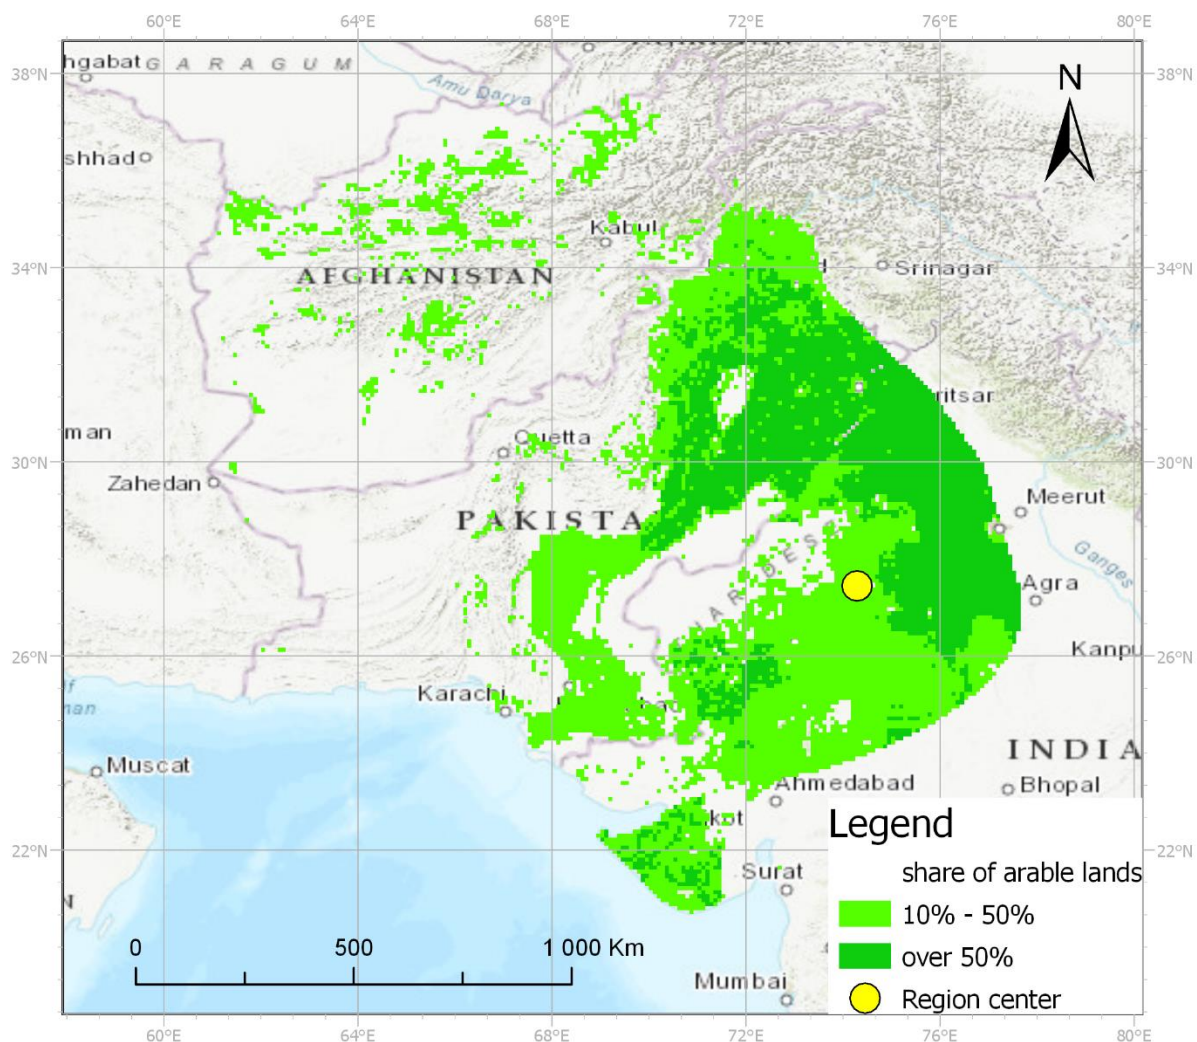 60°E 64°E 68°E 72°E 76°E 80°E
38°N
38°N
hgabat
GARAGUM
Amu Darya
N
shhad
Kabul
Srinagar
34°N
34°N
AFGHANISTAN
ritsar
man
Quetta
30°N
30°N
Zahedan
Meerut
PAKISTA
Ganges
Agra
Kanpu
26°N
26°N
Karachi
INDIA
Muscat
Ahmedabad
Bhopal
kot
Legend
22°N
22°N
Surat
share of arable lands
10% - 50%
over 50%
Region center
0 500 1 000 Km
Mumbai
60°E 64°E 68°E 72°E 76°E 80°E